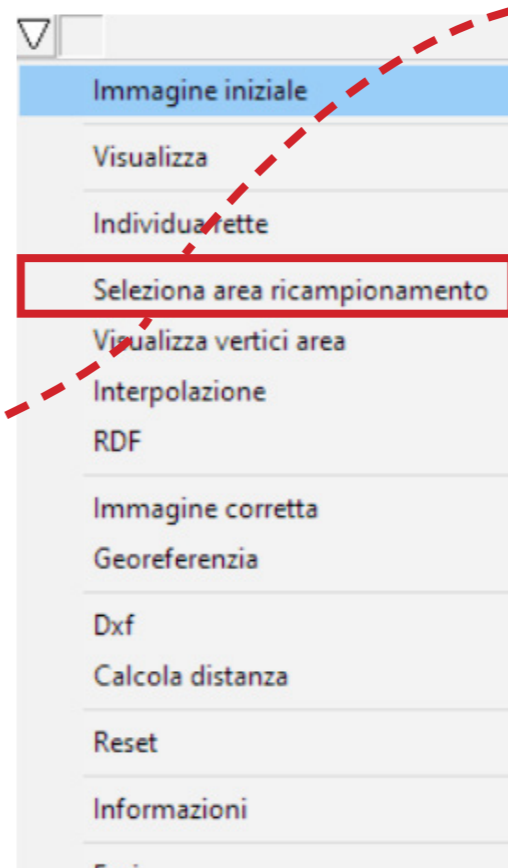 Immagine iniziale
Visualizza
Individua rette
Seleziona area ricampionamento
Visualizza vertici area
Interpolazione
RDF
Immagine corretta
Georeferenzia
Dxf
Calcola distanza
Reset
Informazioni